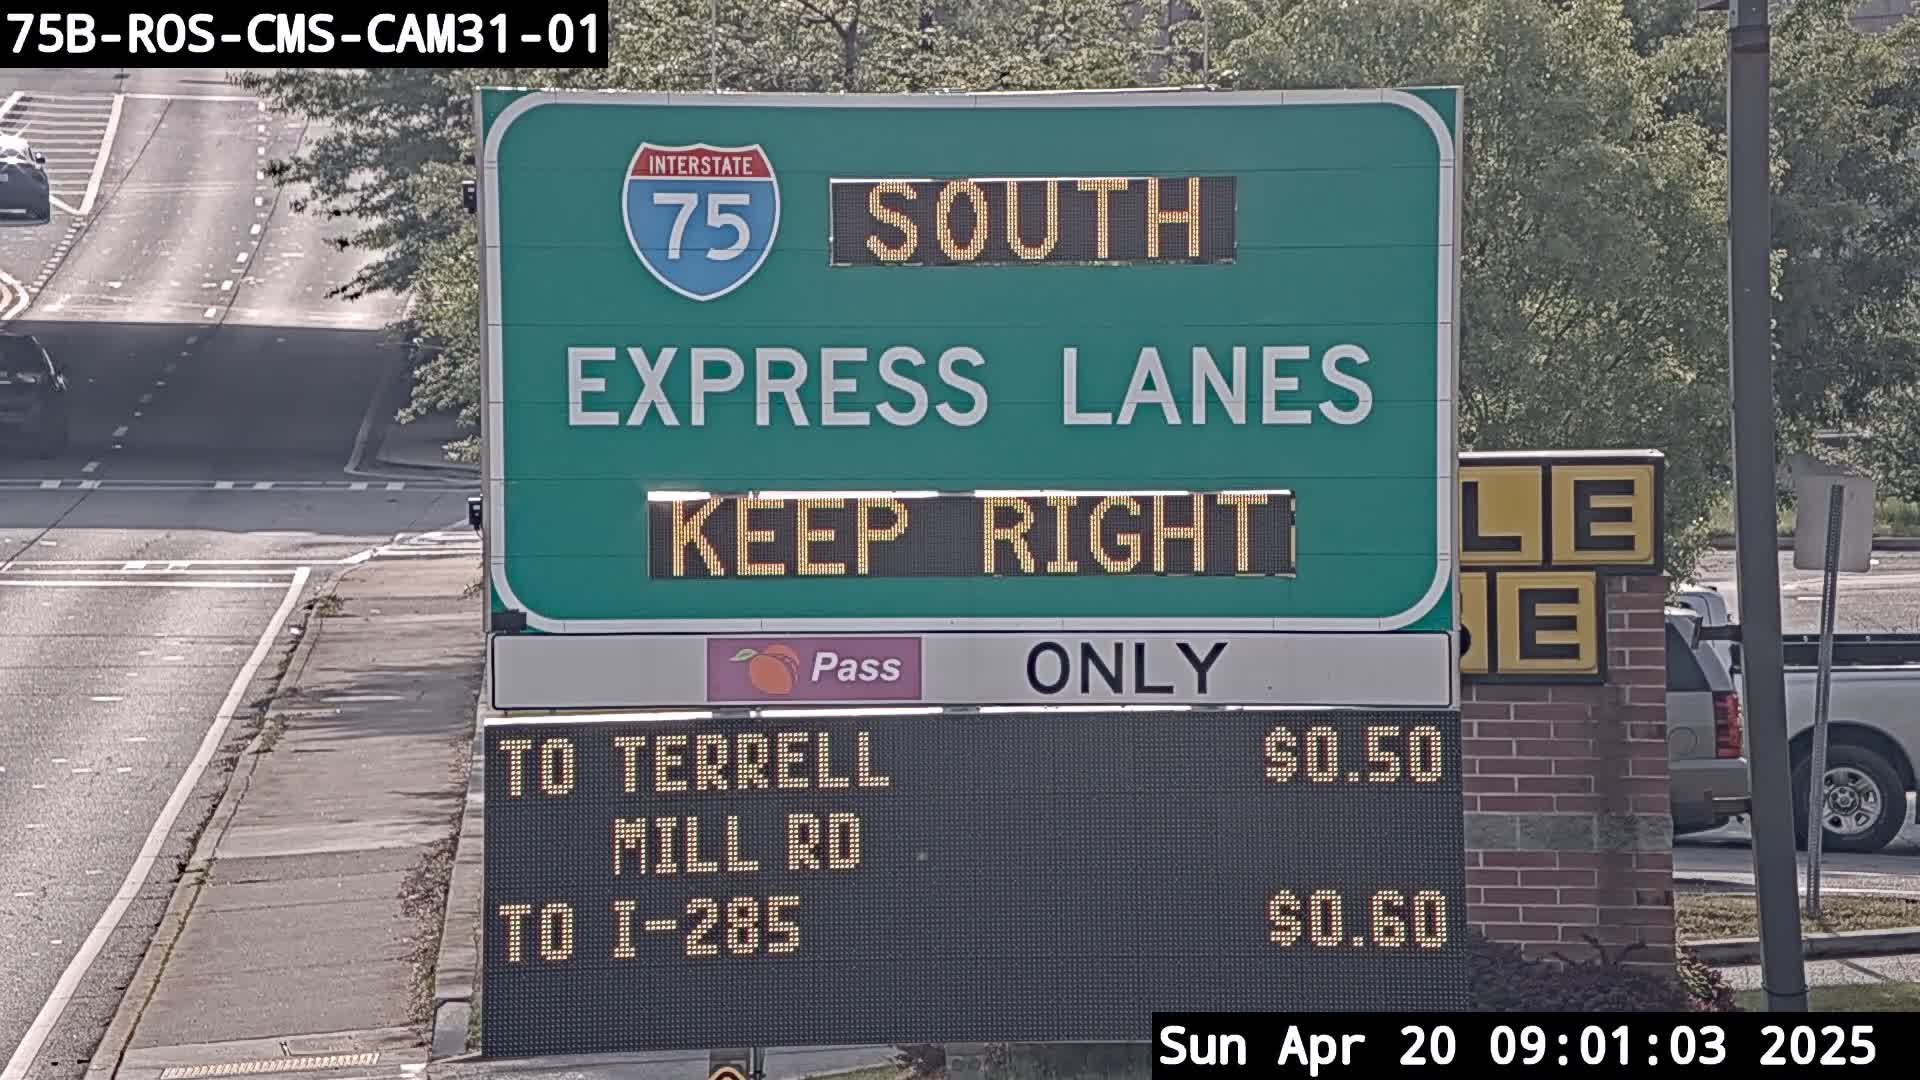 75B-ROS-CMS-CAM31-01
INTERSTATE
75
SOUTH
EXPRESS LANES
KEEP RIGHT
Pass ONLY
TO TERRELL $0.50
MILL RD
TO I-285 $0.60
LE
E
Sun Apr 20 09:01:03 2025